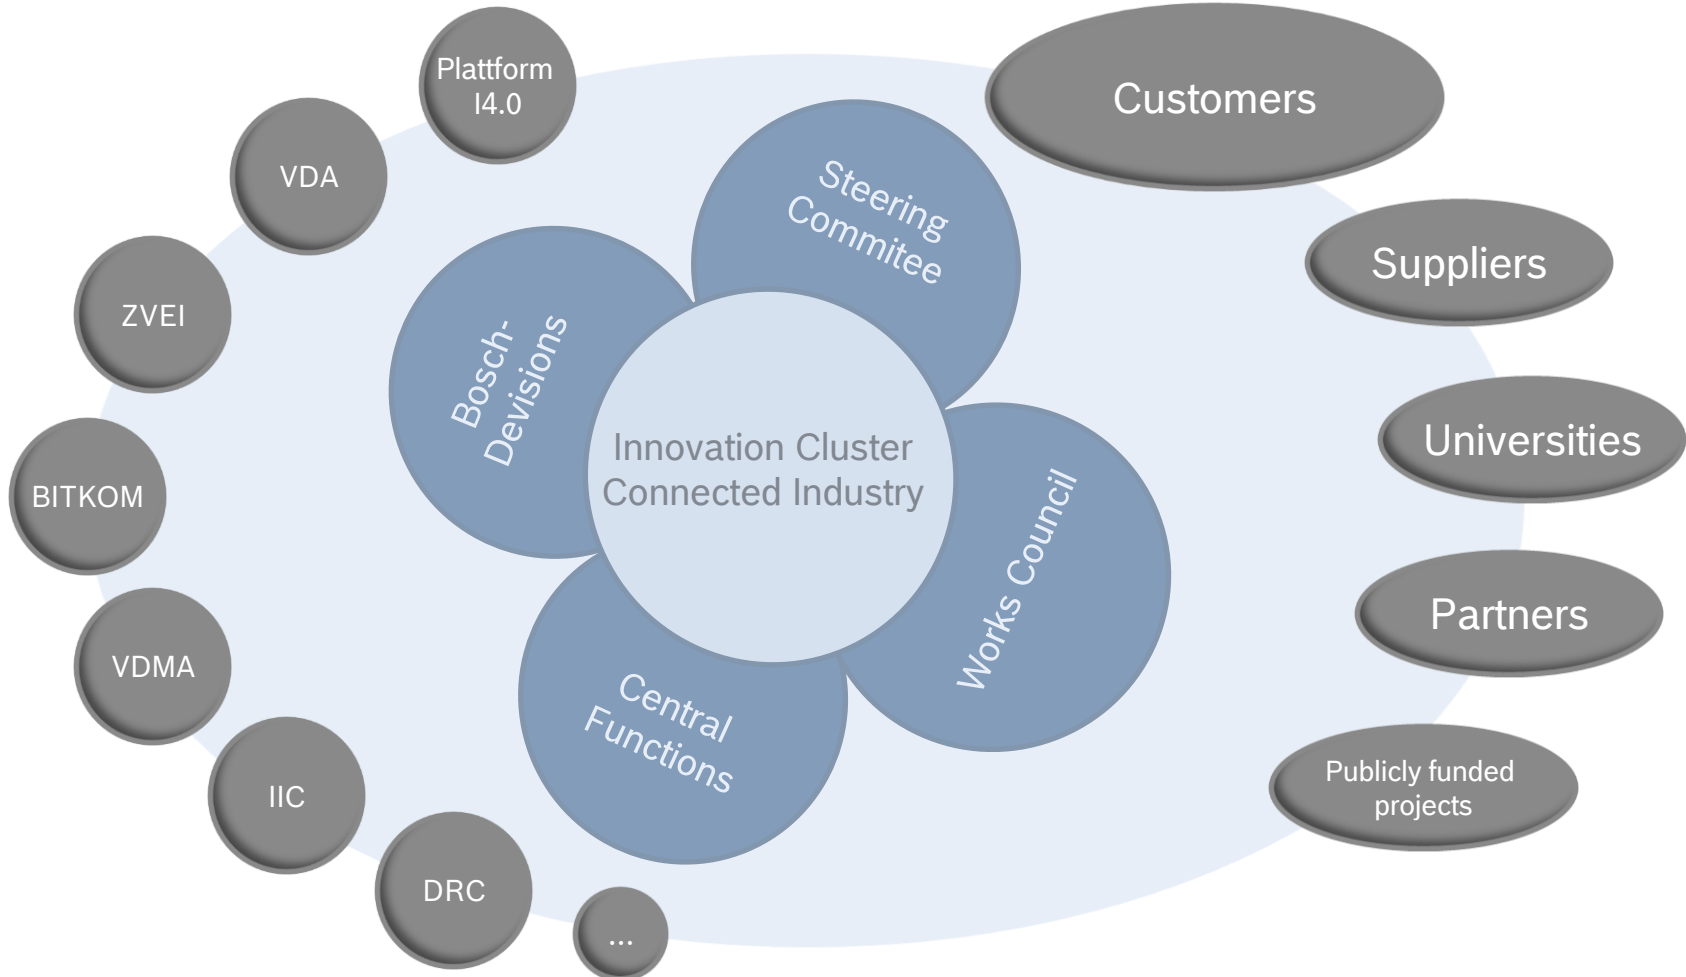 Plattform
I4.0
VDA
ZVEI
BITKOM
VDMA
IIC
DRC
...
Steering
Commitee
Bosch-
Devisions
Innovation Cluster
Connected Industry
Works Council
Central
Functions
Customers
Suppliers
Universities
Partners
Publicly funded
projects